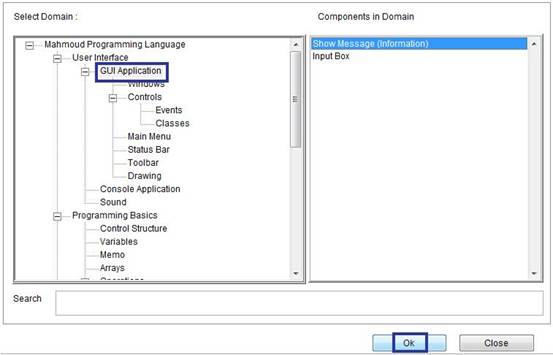 Select Domain :
Components in Domain
Mahmoud Programming Language
User Interface
GUI Application
Windows
Controls
Events
Classes
Main Menu
Status Bar
Toolbar
Drawing
Console Application
Sound
Programming Basics
Control Structure
Variables
Memo
Arrays
Operations
Show Message (Information)
Input Box
Search
Ok
Close